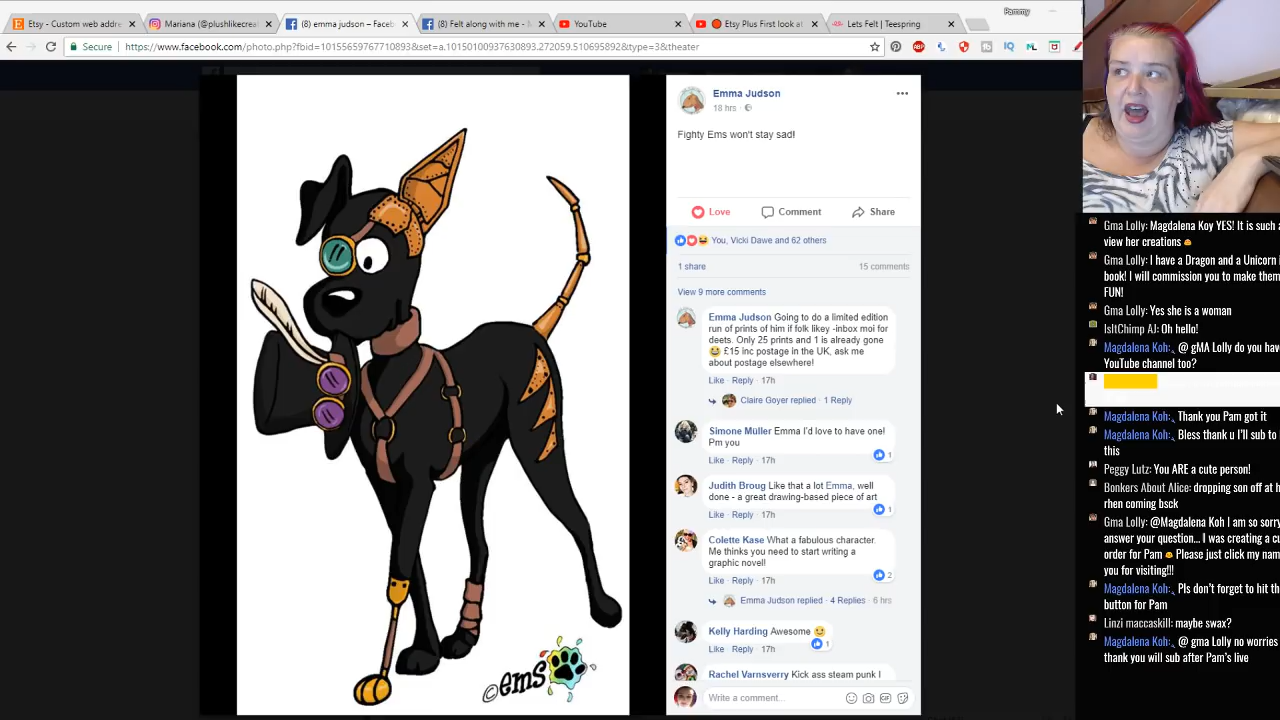 Pammy
Etsy - Custom web addre
Mariana (@plushlikecreat
emma judson – Faceb
Felt along with me -
YouTube
Etsy Plus First look at
Lets Felt | Teespring
Secure
https://www.facebook.com/photo.php?fbid=10155602767710893&set=a.10150100937630893.272059.510695892&type=3&theater
©ems
Emma Judson
18 hrs
Fighty Ems won't stay sad!
Love Comment Share
You, Vicki Dawe and 62 others
1 share 15 comments
View 9 more comments
Emma Judson Going to do a limited edition
run of prints of him if folk likey -inbox moi for
deets. Only 25 prints and 1 is already gone
£15 inc postage in the UK, ask me
about postage elsewhere!
Like · Reply · 17h
Claire Goyer replied · 1 Reply
Simone Müller Emma I'd love to have one!
Pm you
1
Like · Reply · 17h
Judith Broug Like that a lot Emma, well
done - a great drawing-based piece of art
1
Like · Reply · 17h
Colette Kase What a fabulous character.
Me thinks you need to start writing a
graphic novel!
2
Like · Reply · 17h
Emma Judson replied · 4 Replies · 6 hrs
Kelly Harding Awesome
1
Like · Reply · 17h
Rachel Varnsverry Kick ass steam punk I
Write a comment...
Gma Lolly: Magdalena Koy YES! It is such a
view her creations
Gma Lolly: I have a Dragon and a Unicorn i
book! I will commission you to make them
FUN!
Gma Lolly: Yes she is a woman
IsItChimp AJ: Oh hello!
Magdalena Koh: @ gMA Lolly do you have
YouTube channel too?
Magdalena Koh: Thank you Pam got it
Magdalena Koh: Bless thank u I'll sub to
this
Peggy Lutz: You ARE a cute person!
Bonkers About Alice: dropping son off at h
rhen coming bsck
Gma Lolly: @Magdalena Koh I am so sorry
answer your question... I was creating a cu
order for Pam Please just click my nam
you for visiting!!!
Magdalena Koh: Pls don't forget to hit th
button for Pam
Linzi maccaskill: maybe swax?
Magdalena Koh: @ gma Lolly no worries
thank you will sub after Pam's live